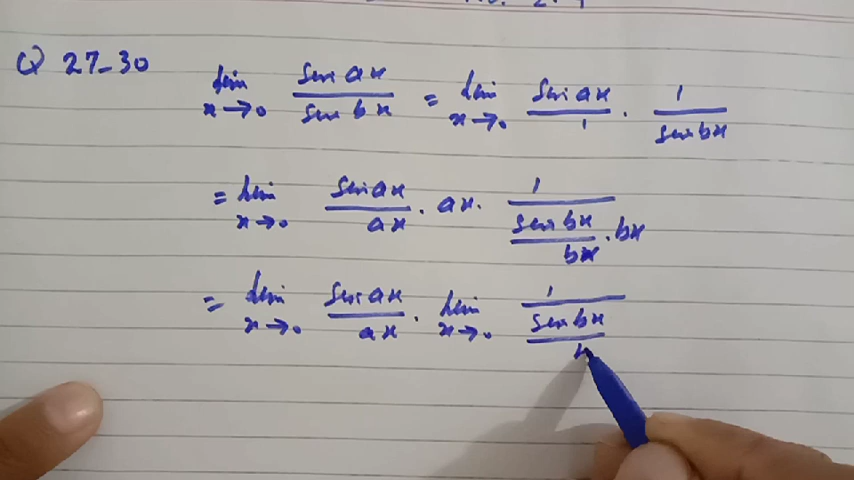 Q 27-30 lim x→0 sin ax / sin bx = lim x→0 sin ax / 1 . 1 / sin bx
= lim x→0 sin ax / ax . ax . 1 / sin bx / bx . bx
= lim x→0 sin ax / ax . lim x→0 1 / sin bx /